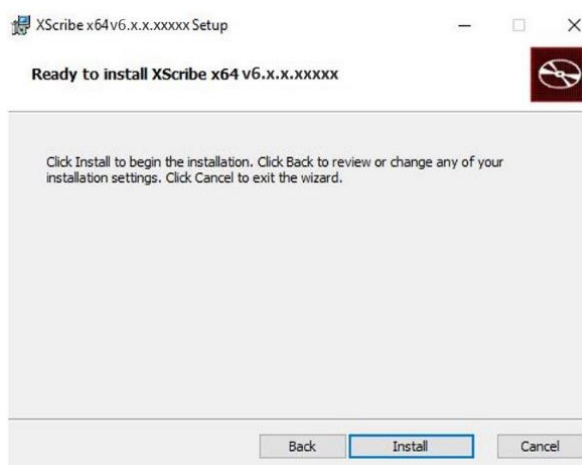 XScribe x64 v6.x.x.xxxxx Setup
Ready to install XScribe x64 v6.x.x.xxxxx
Click Install to begin the installation. Click Back to review or change any of your
installation settings. Click Cancel to exit the wizard.
Back Install Cancel